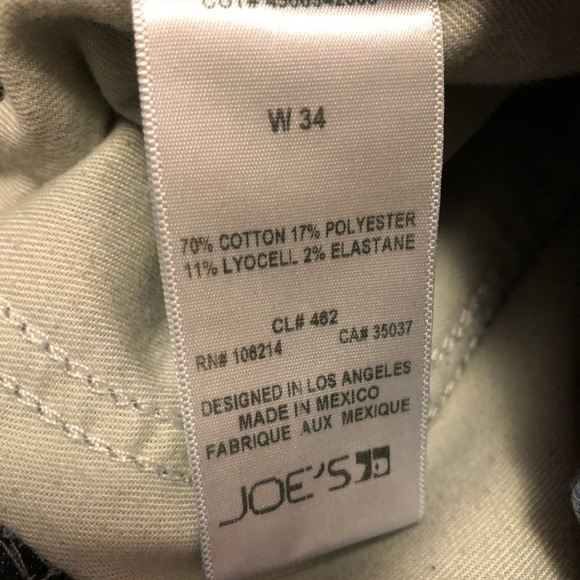 W 34
70% COTTON 17% POLYESTER
11% LYOCELL 2% ELASTANE
CL# 462
RN# 106214 CA# 35037
DESIGNED IN LOS ANGELES
MADE IN MEXICO
FABRIQUE AUX MEXIQUE
JOE'S